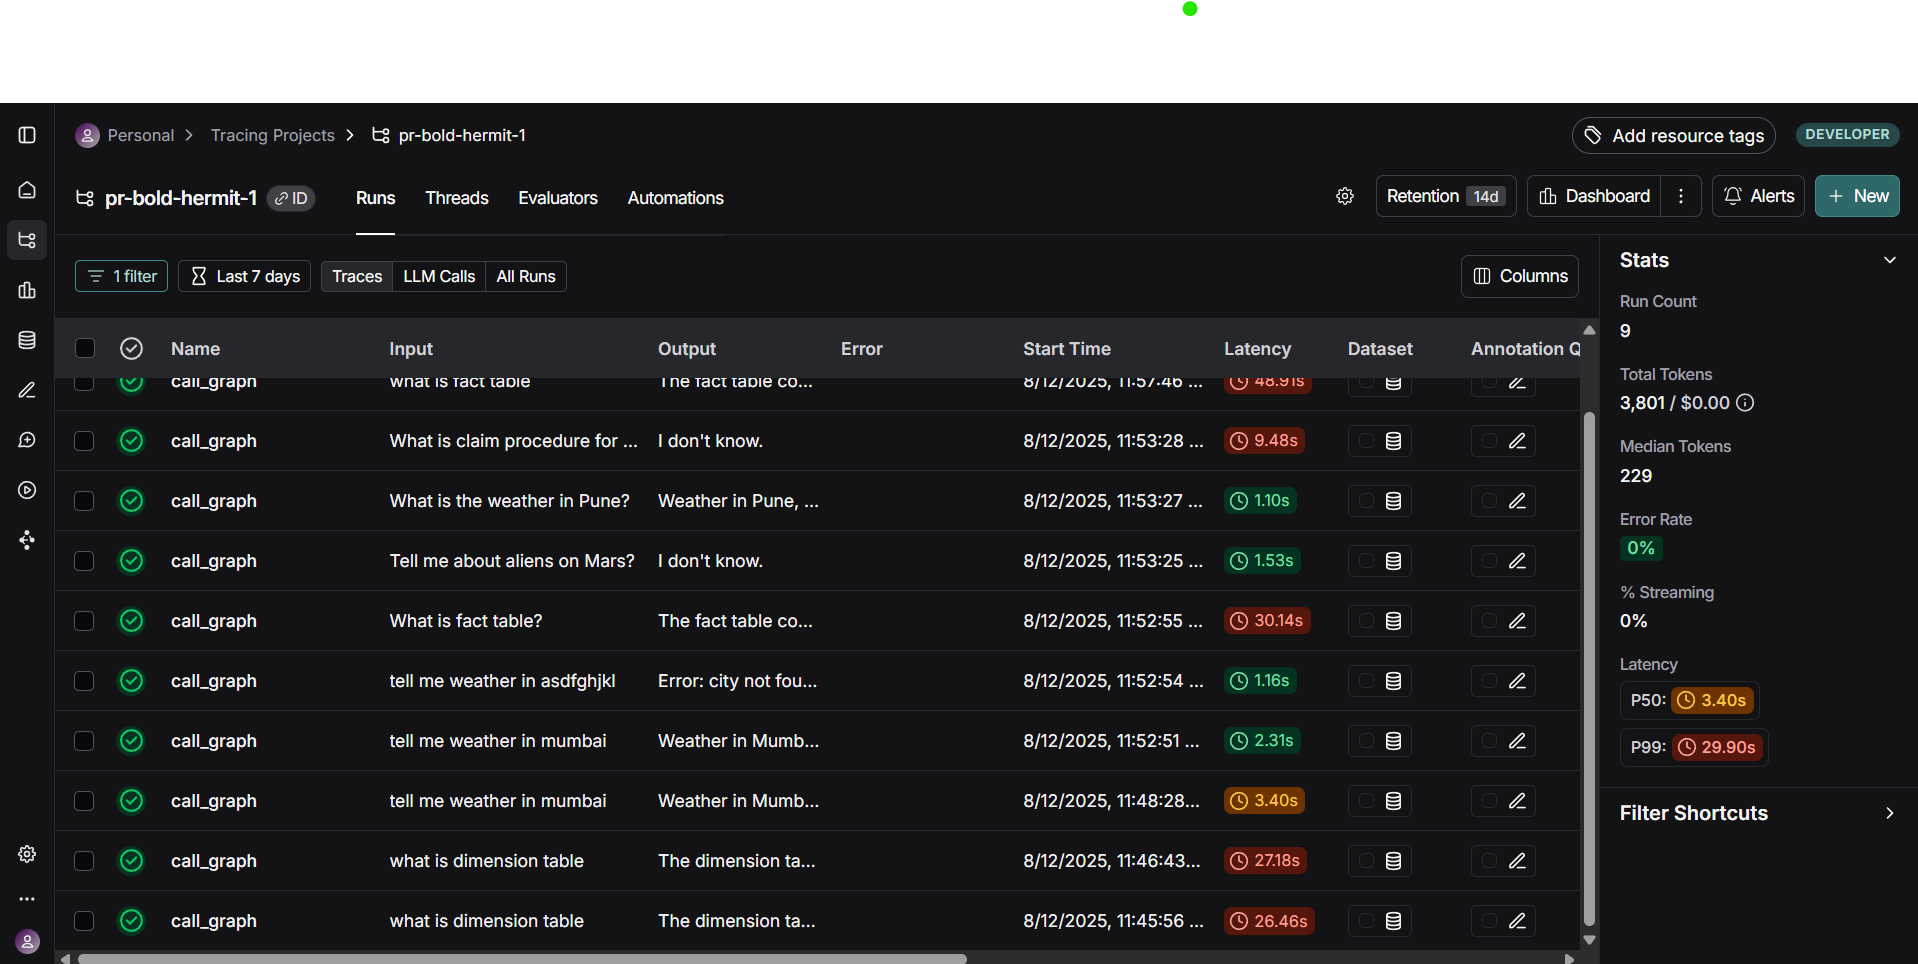 Personal > Tracing Projects > pr-bold-hermit-1
Add resource tags
DEVELOPER
pr-bold-hermit-1 ID
Runs Threads Evaluators Automations
Retention 14d Dashboard Alerts + New
1 filter Last 7 days Traces LLM Calls All Runs
Columns
Name Input Output Error Start Time Latency Dataset Annotation Q
call_graph what is fact table The fact table co... 8/12/2025, 11:57:46 ... 48.91s
call_graph What is claim procedure for ... I don't know. 8/12/2025, 11:53:28 ... 9.48s
call_graph What is the weather in Pune? Weather in Pune, ... 8/12/2025, 11:53:27 ... 1.10s
call_graph Tell me about aliens on Mars? I don't know. 8/12/2025, 11:53:25 ... 1.53s
call_graph What is fact table? The fact table co... 8/12/2025, 11:52:55 ... 30.14s
call_graph tell me weather in asdfghjkl Error: city not fou... 8/12/2025, 11:52:54 ... 1.16s
call_graph tell me weather in mumbai Weather in Mumb... 8/12/2025, 11:52:51 ... 2.31s
call_graph tell me weather in mumbai Weather in Mumb... 8/12/2025, 11:48:28... 3.40s
call_graph what is dimension table The dimension ta... 8/12/2025, 11:46:43... 27.18s
call_graph what is dimension table The dimension ta... 8/12/2025, 11:45:56 ... 26.46s
Stats
Run Count
9
Total Tokens
3,801 / $0.00
Median Tokens
229
Error Rate
0%
% Streaming
0%
Latency
P50: 3.40s
P99: 29.90s
Filter Shortcuts